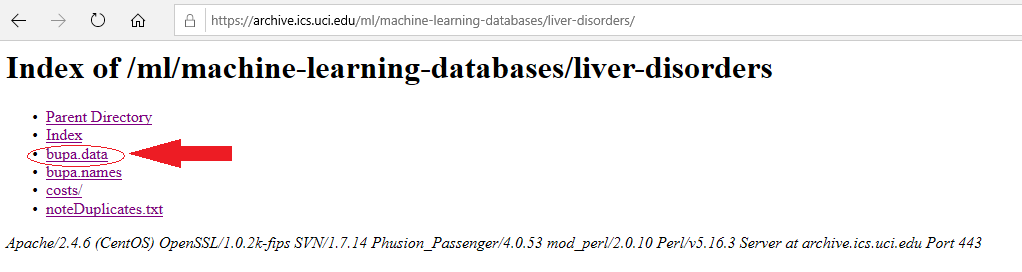 https://archive.ics.uci.edu/ml/machine-learning-databases/liver-disorders/
Index of /ml/machine-learning-databases/liver-disorders
• Parent Directory
• Index
• bupa.data
• bupa.names
• costs/
• noteDuplicates.txt
Apache/2.4.6 (CentOS) OpenSSL/1.0.2k-fips SVN/1.7.14 Phusion_Passenger/4.0.53 mod_perl/2.0.10 Perl/v5.16.3 Server at archive.ics.uci.edu Port 443